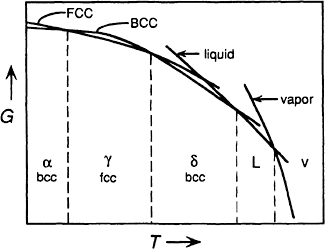 FCC
BCC
liquid
vapor
G
α γ δ L v
bcc fcc bcc
T